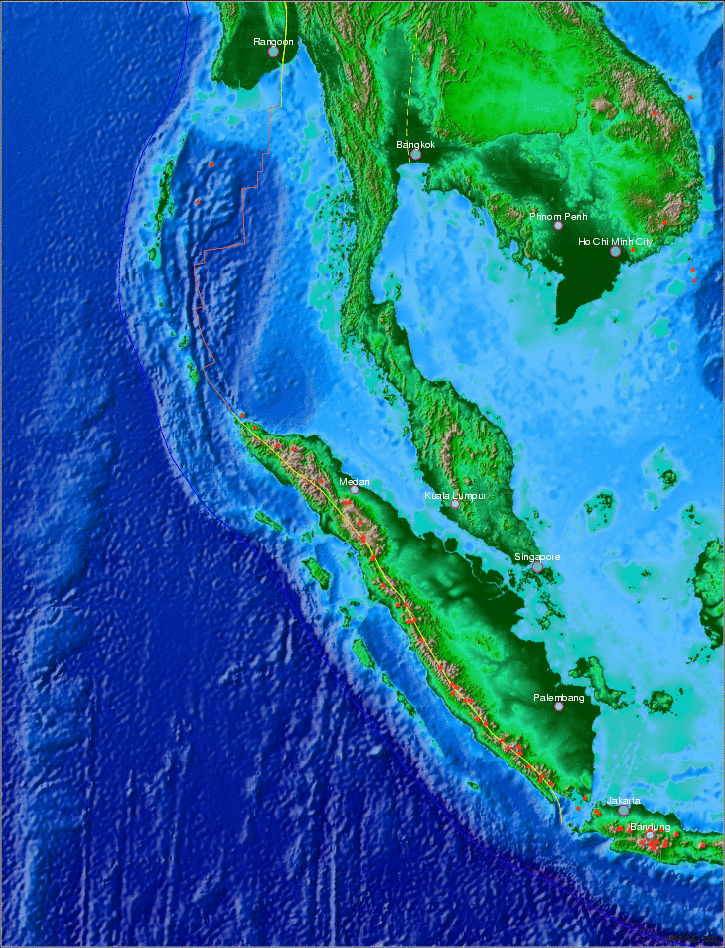 Rangoon
Bangkok
Phnom Penh
Ho Chi Minh City
Medan
Kuala Lumpur
Singapore
Palembang
Jakarta
Bandung